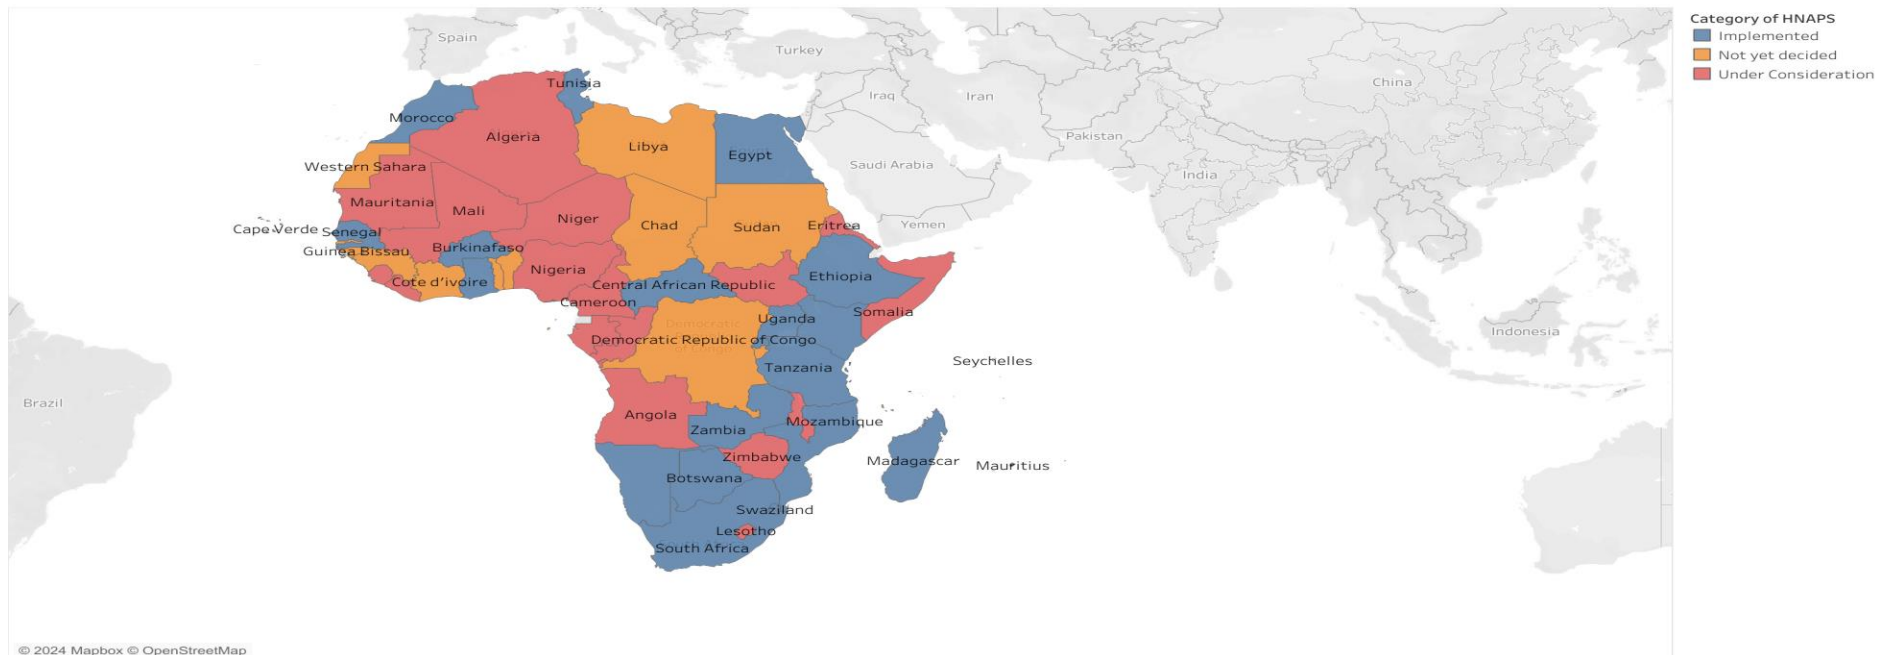 Category of HNAPS
Implemented
Not yet decided
Under Consideration
Spain
Turkey
China
Iraq
Iran
Pakistan
Saudi Arabia
India
Yemen
Indonesia
Brazil
Tunisia
Morocco
Algeria
Libya
Egypt
Western Sahara
Mauritania
Mali
Niger
Chad
Sudan
Eritrea
Cape Verde
Senegal
Guinea Bissau
Burkinafaso
Nigeria
Ethiopia
Cote d’ivoire
Central African Republic
Cameroon
Somalia
Uganda
Democratic
Democratic Republic of Congo
Tanzania
Seychelles
Angola
Zambia
Mozambique
Zimbabwe
Madagascar
Mauritius
Botswana
Swaziland
Lesotho
South Africa
© 2024 Mapbox © OpenStreetMap